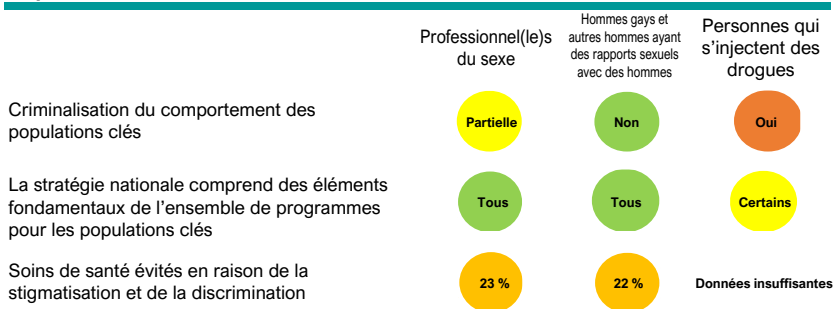 Professionnel(le)s
du sexe
Hommes gays et
autres hommes ayant
des rapports sexuels
avec des hommes
Personnes qui
s'injectent des
drogues
Criminalisation du comportement des
populations clés
Partielle
Non
Oui
La stratégie nationale comprend des éléments
fondamentaux de l'ensemble de programmes
pour les populations clés
Tous
Tous
Certains
Soins de santé évités en raison de la
stigmatisation et de la discrimination
23 %
22 %
Données insuffisantes